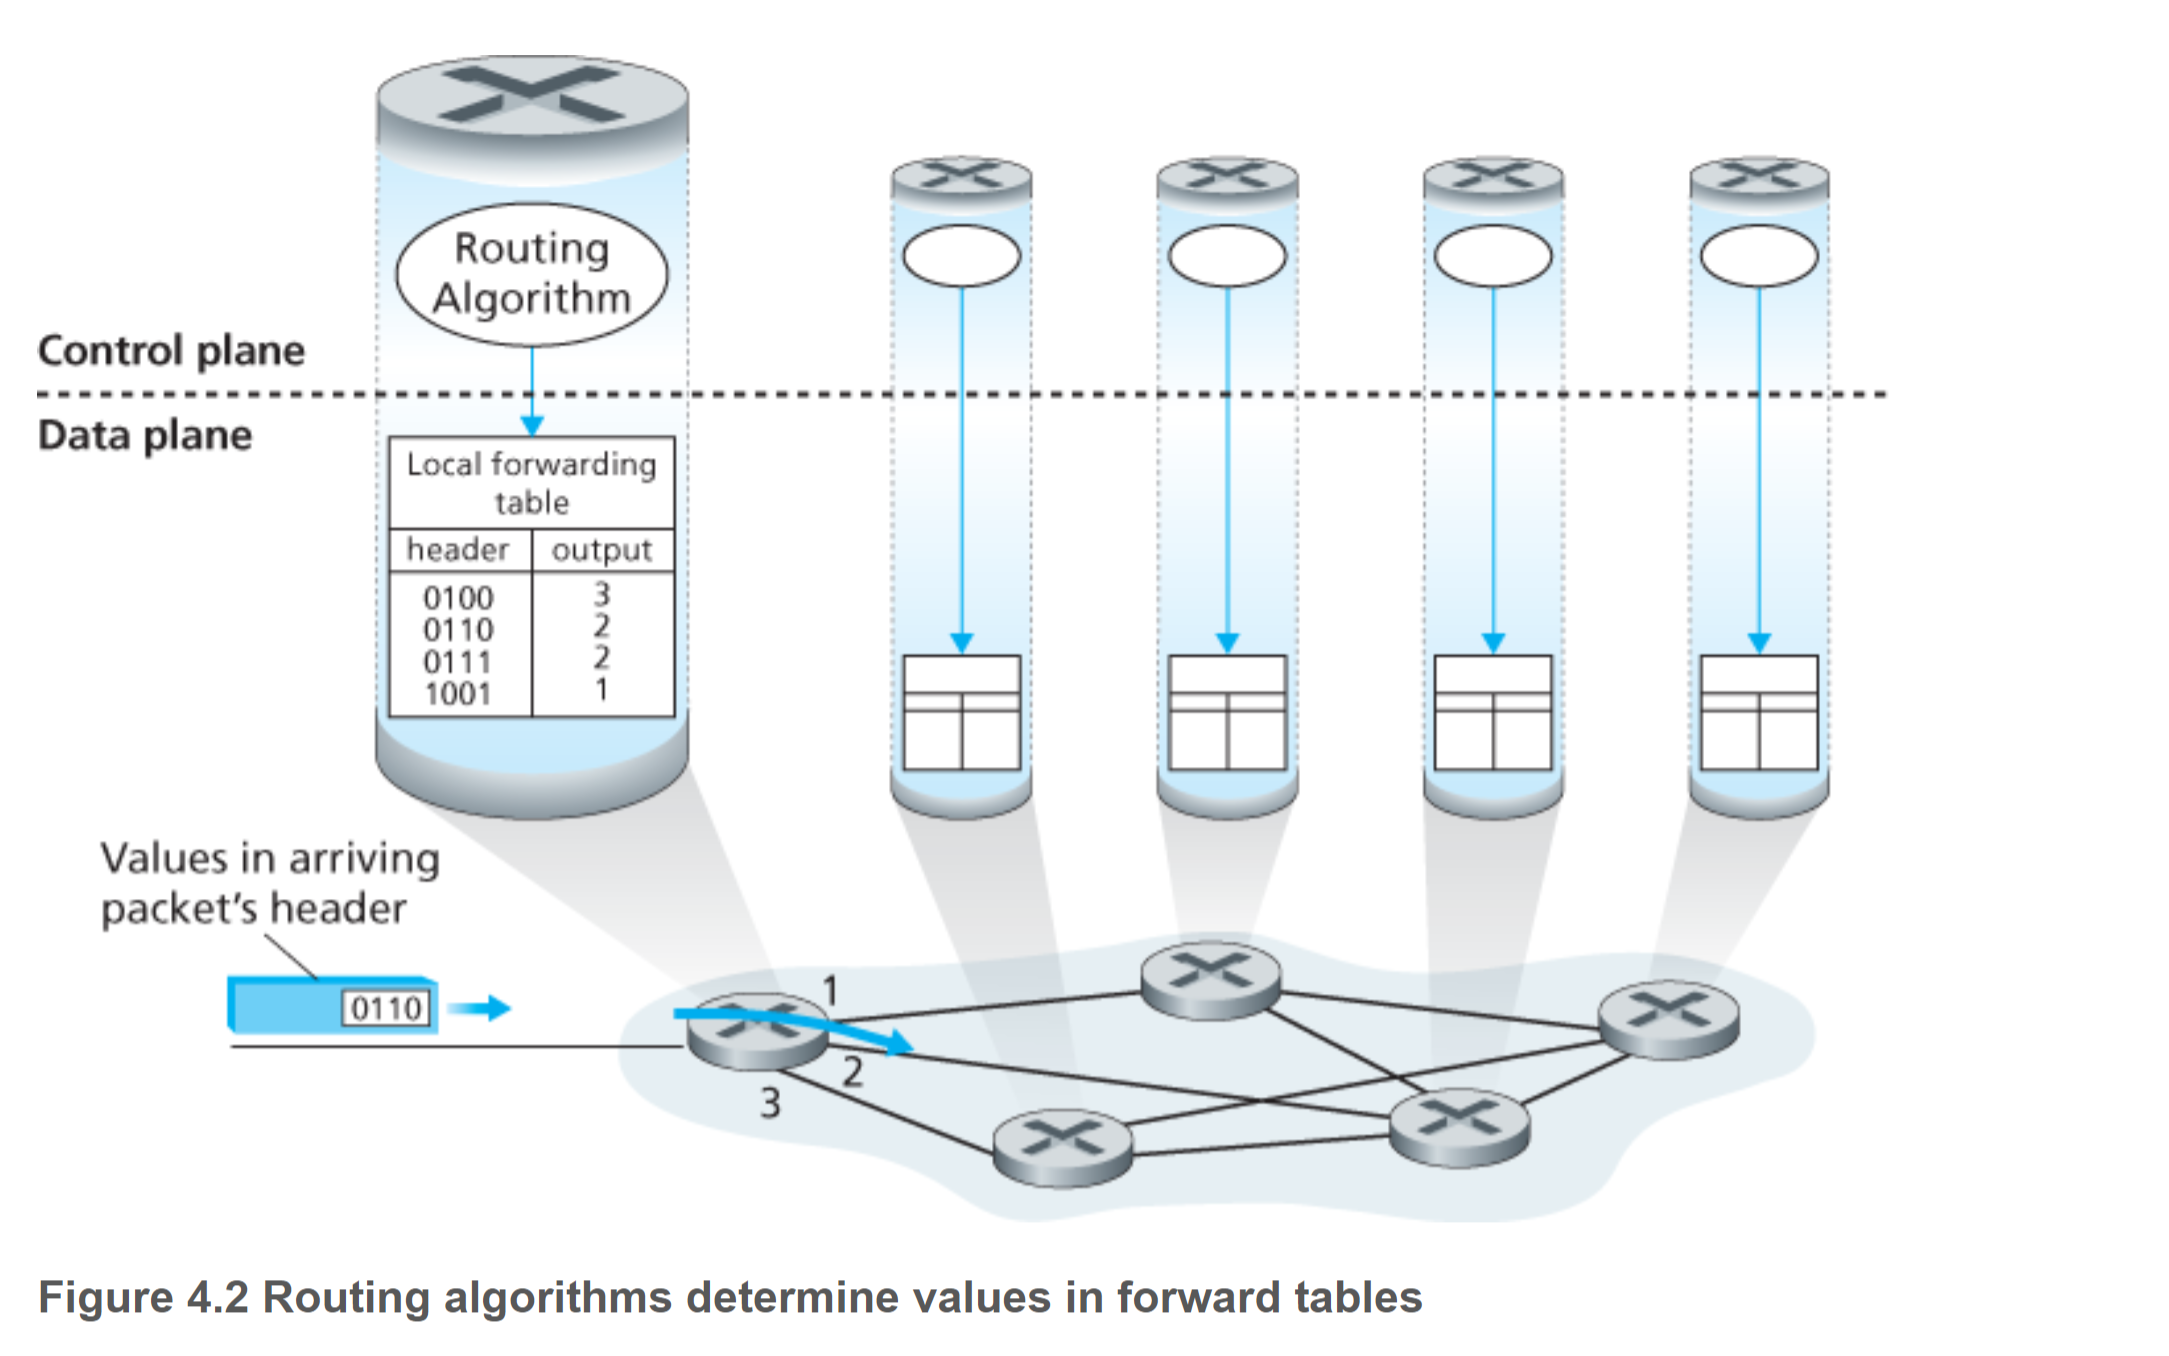 Routing
Algorithm
Control plane
Data plane
Local forwarding
table
header output
0100 3
0110 2
0111 2
1001 1
Values in arriving
packet's header
0110
1
2
3
Figure 4.2 Routing algorithms determine values in forward tables